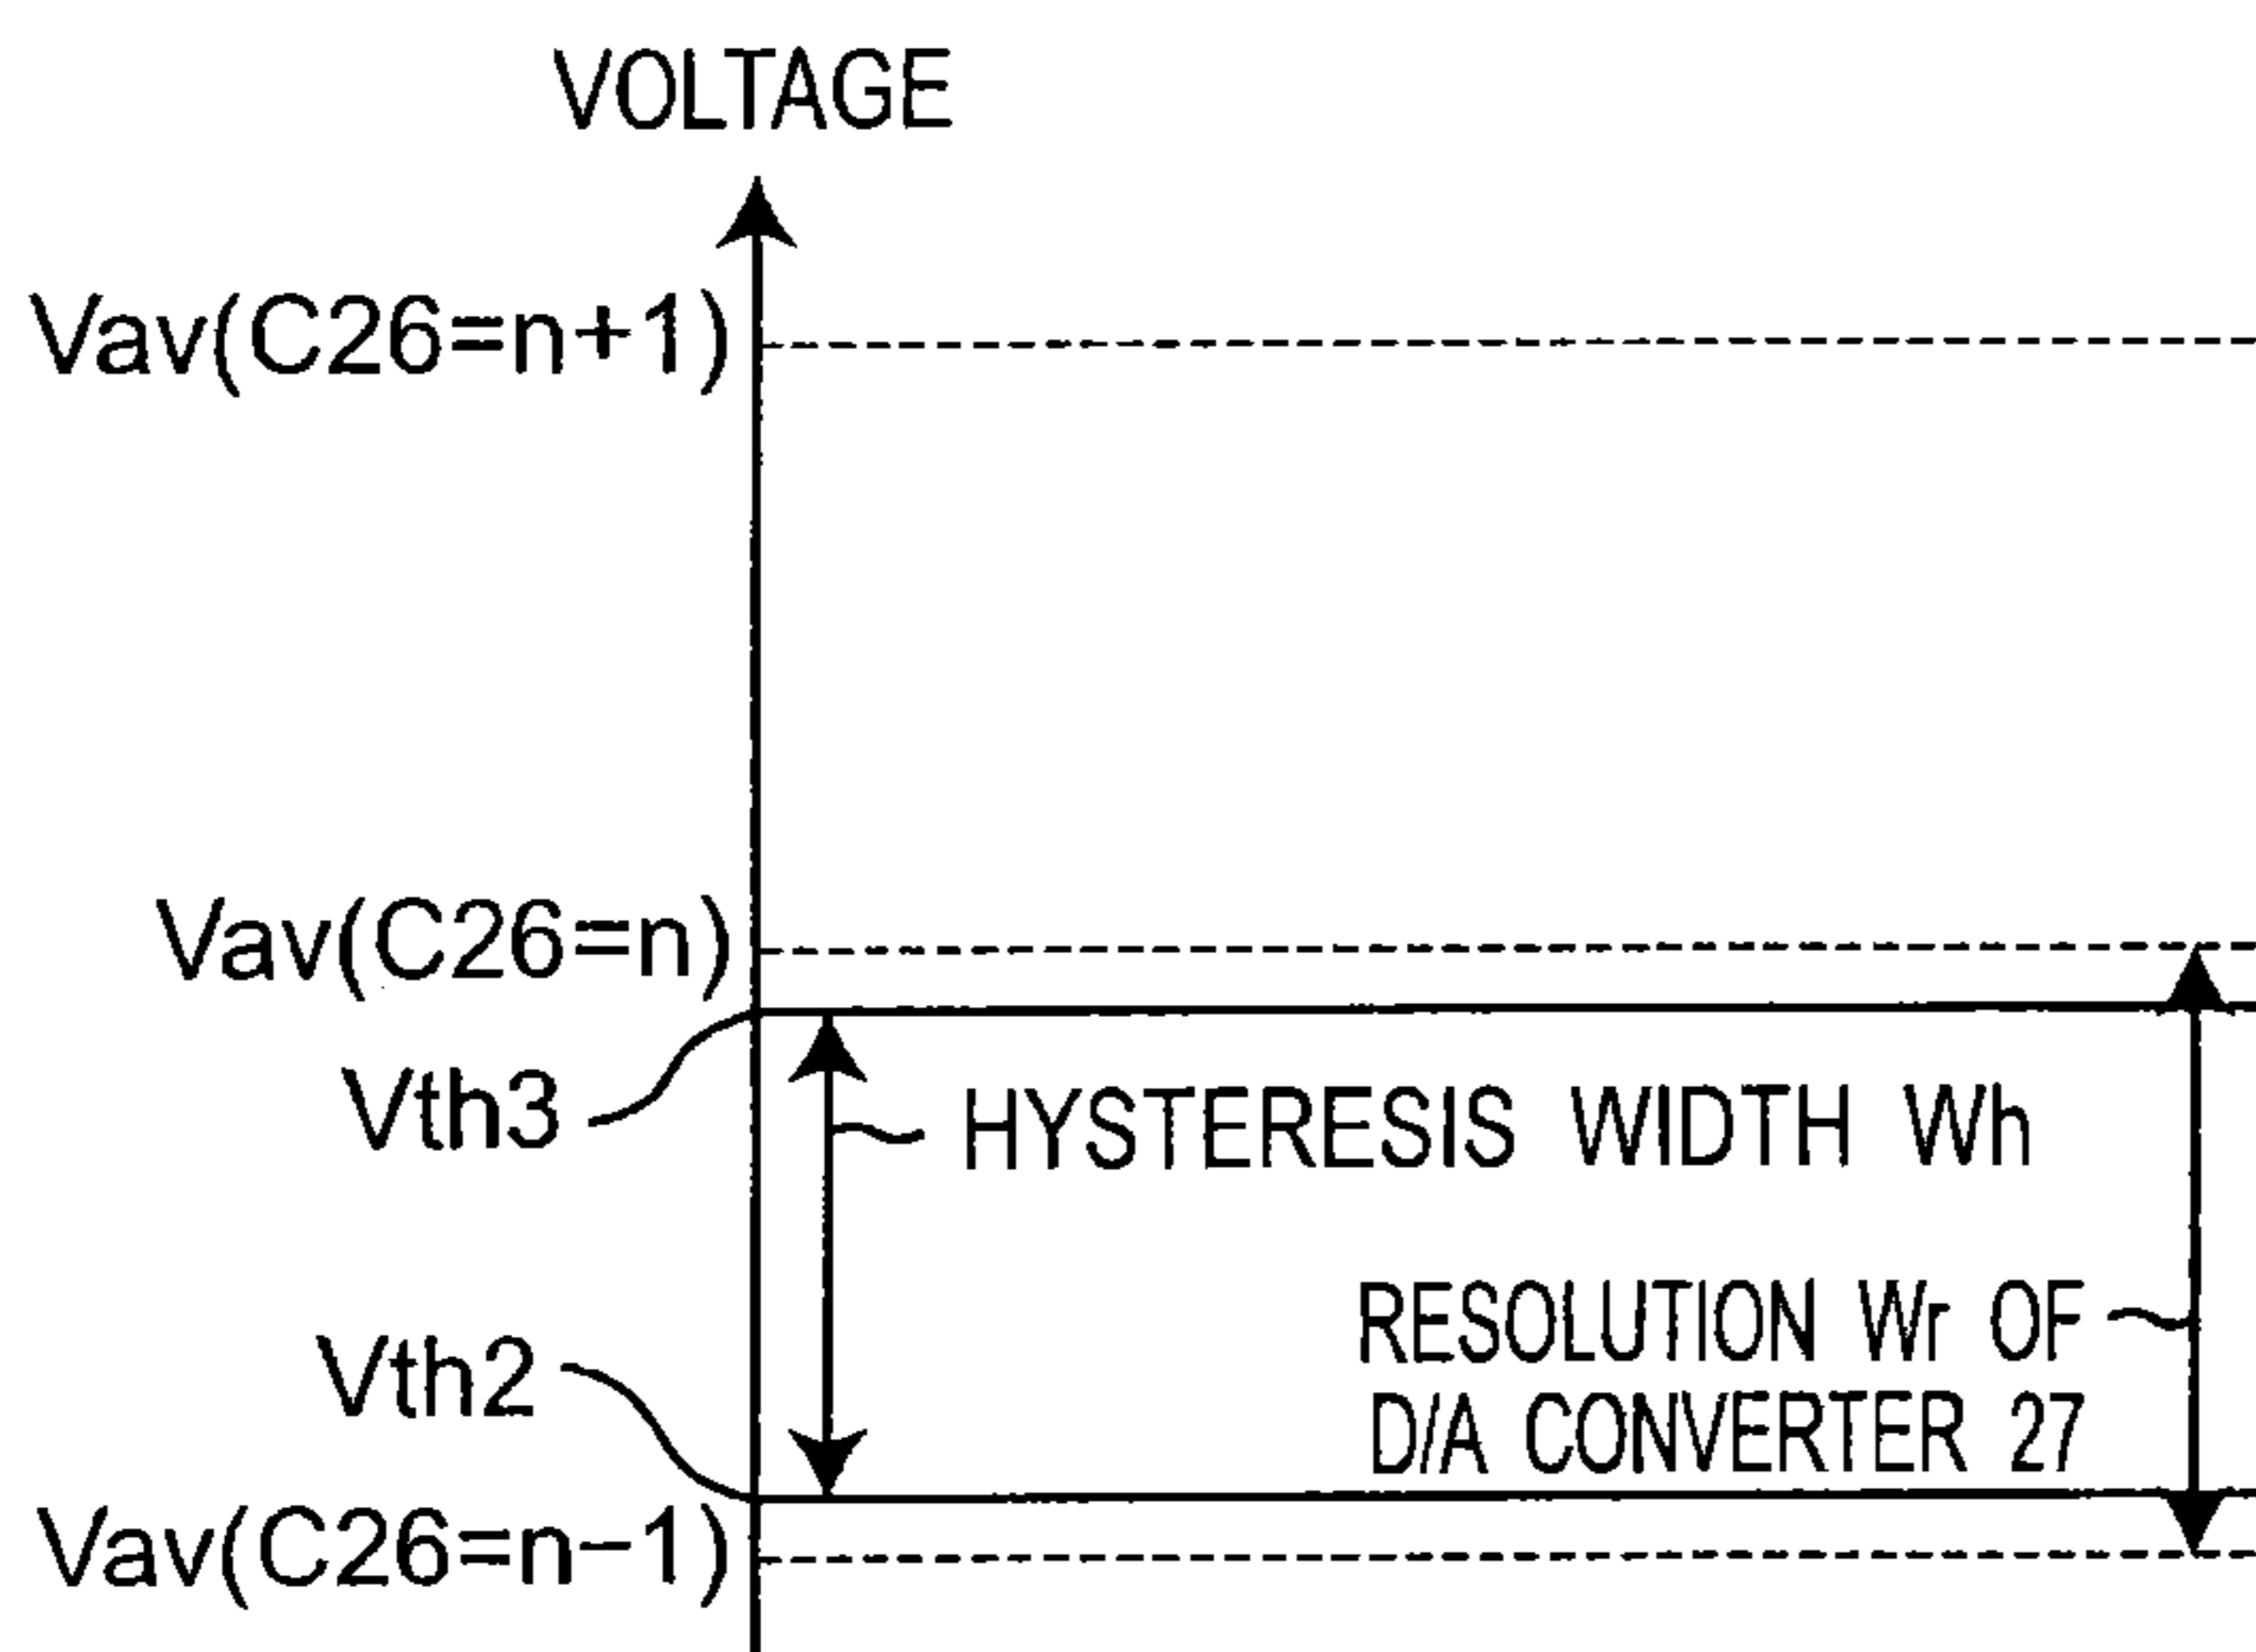 VOLTAGE
Vav(C26=n+1)
Vav(C26=n)
Vth3
HYSTERESIS WIDTH Wh
RESOLUTION Wr OF
D/A CONVERTER 27
Vth2
Vav(C26=n−1)